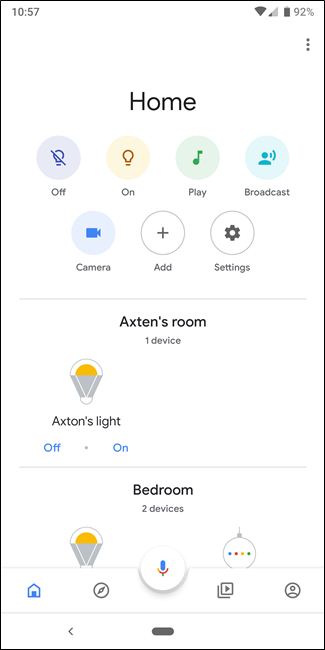 10:57 92%
Home
Off On Play Broadcast
Camera Add Settings
Axten's room
1 device
Axton's light
Off • On
Bedroom
2 devices